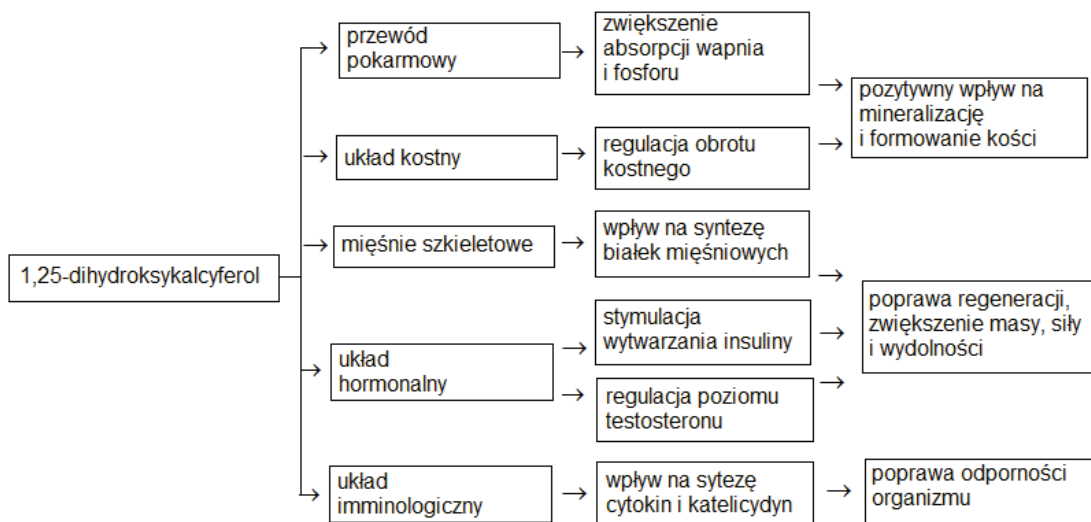 przewód
pokarmowy
zwiększenie
absorpcji wapnia
i fosforu
pozytywny wpływ na
mineralizację
i formowanie kości
układ kostny
regulacja obrotu
kostnego
mięśnie szkieletowe
wpływ na syntezę
białek mięśniowych
1,25-dihydroksykalcyferol
poprawa regeneracji,
zwiększenie masy, siły
i wydolności
układ
hormonalny
stymulacja
wytwarzania insuliny
regulacja poziomu
testosteronu
układ
imminologiczny
wpływ na sytezę
cytokin i katelicydyn
poprawa odporności
organizmu